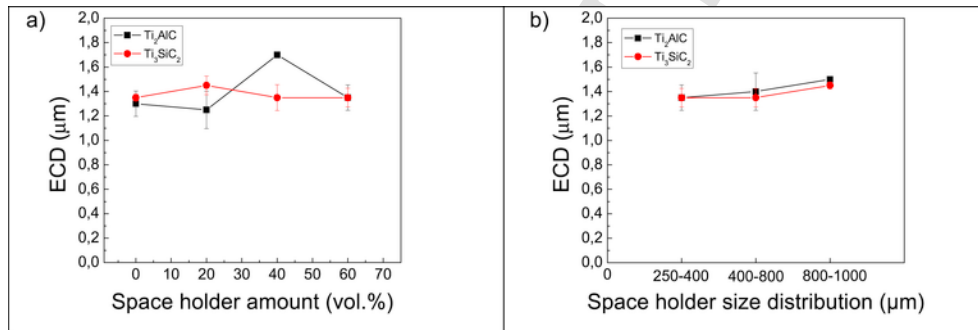 a)
Ti₂AlC
Ti₃SiC₂
2,0
1,8
1,6
1,4
1,2
1,0
0,8
0,6
0,4
0,2
0,0
ECD (µm)
0 10 20 30 40 50 60 70
Space holder amount (vol.%)
b)
Ti₂AlC
Ti₃SiC₂
2,0
1,8
1,6
1,4
1,2
1,0
0,8
0,6
0,4
0,2
0,0
ECD (µm)
0 250-400 400-800 800-1000
Space holder size distribution (µm)